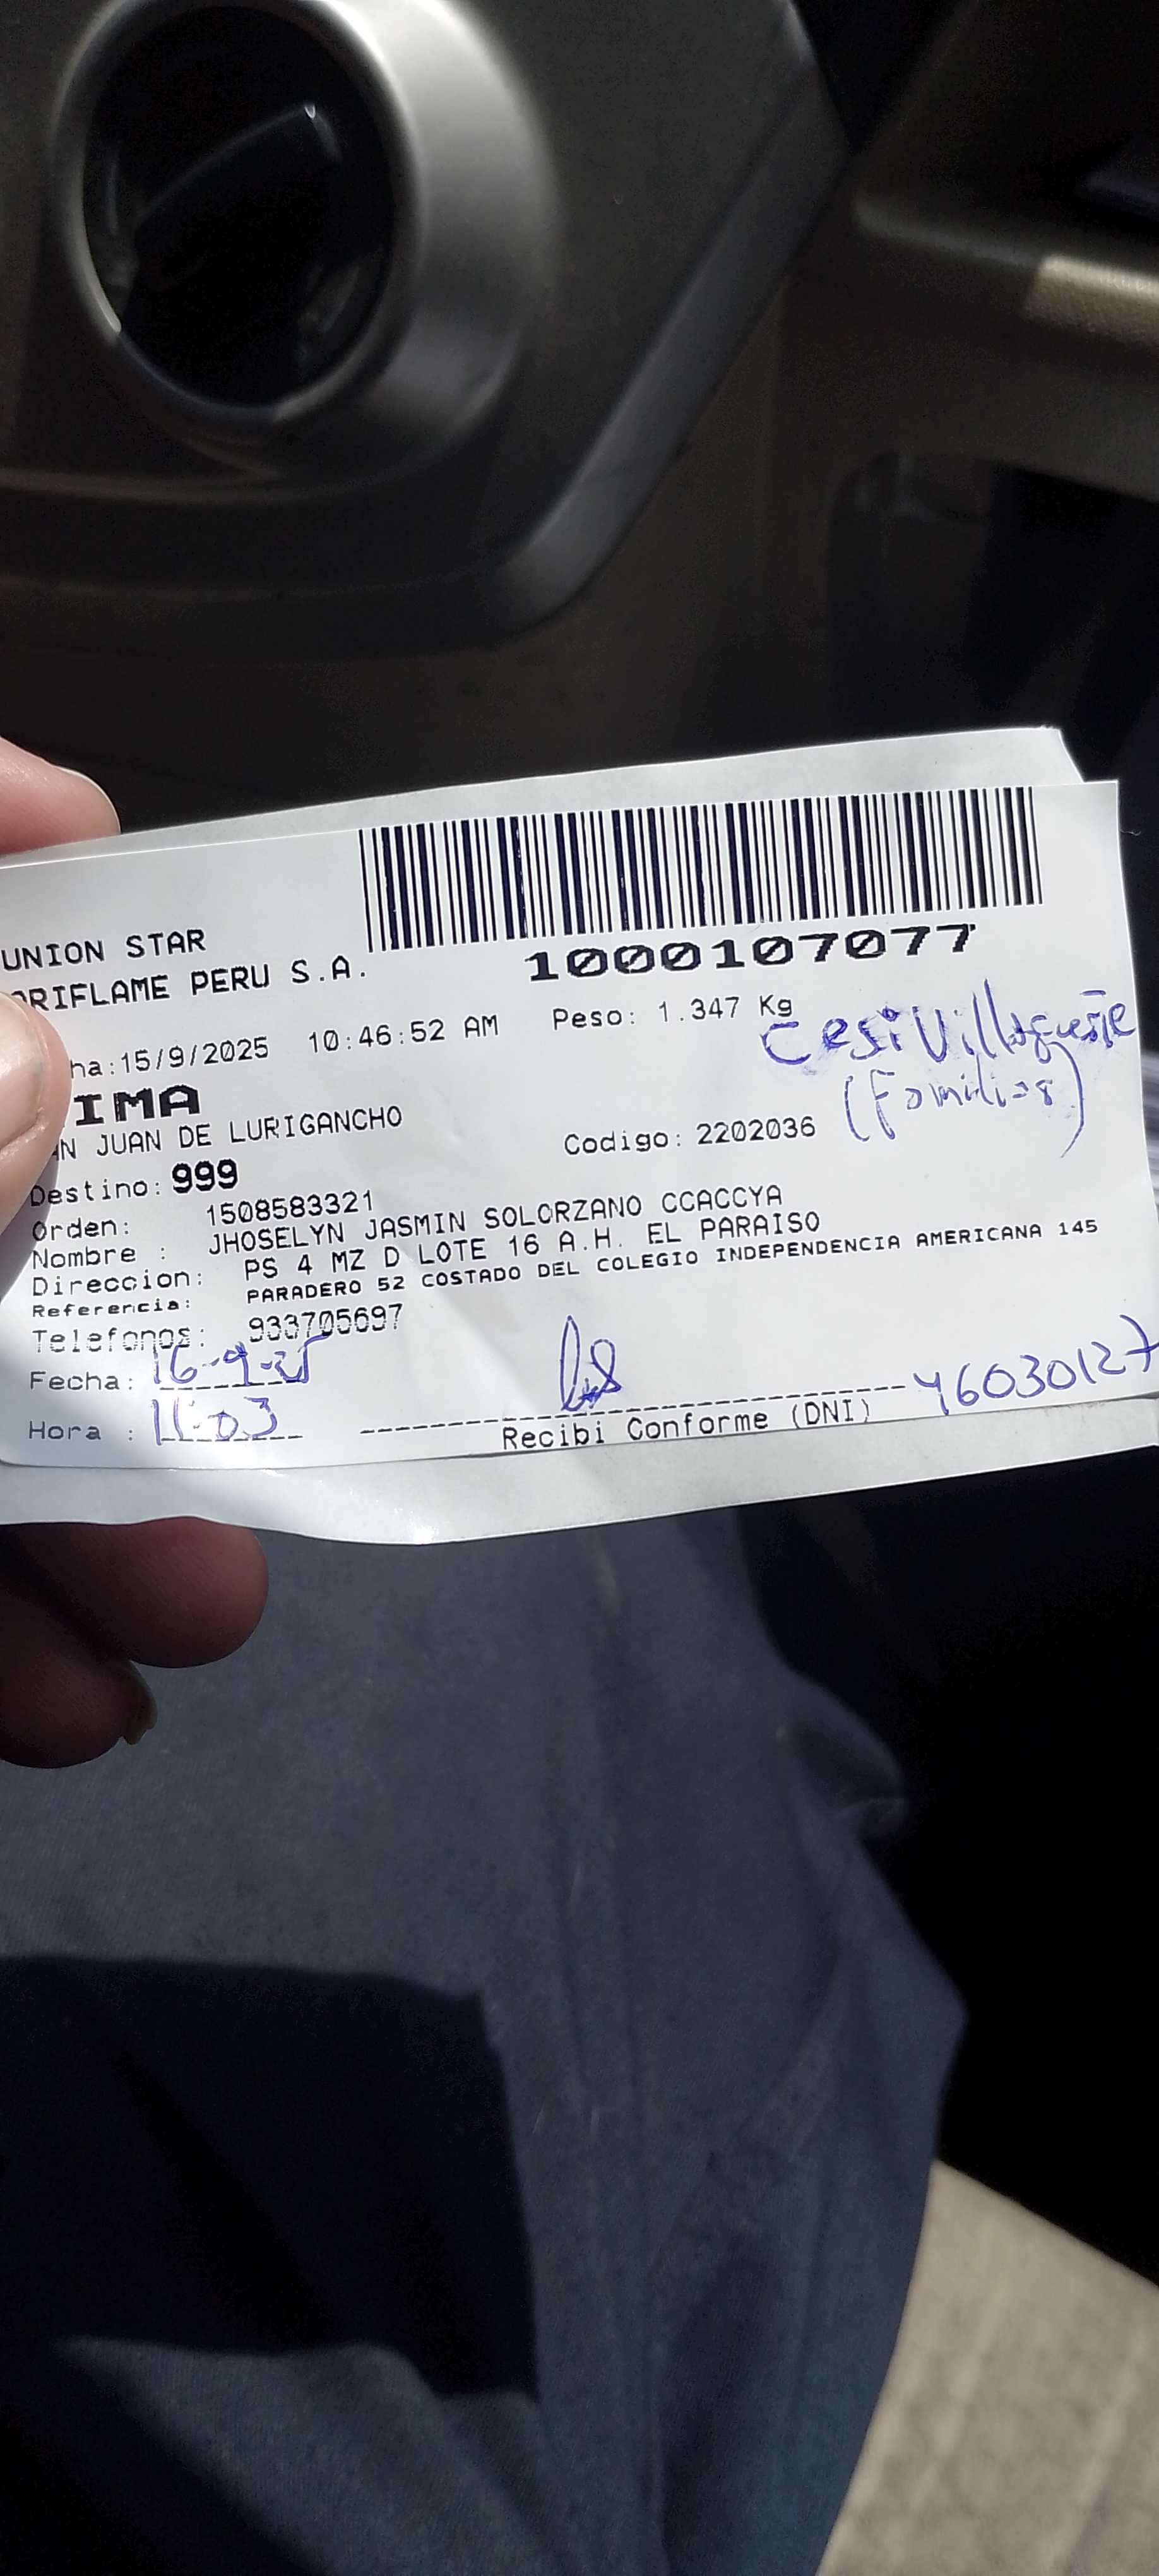 UNION STAR
ORIFLAME PERU S.A.
1000107077
ha:15/9/2025 10:46:52 AM Peso: 1.347 Kg
IMA
N JUAN DE LURIGANCHO
Cesi
(Familias)
Destino: 999 Codigo: 2202036
Orden: 1508583321
Nombre : JHOSELYN JASMIN SOLORZANO CCACCYA
Direccion: PS 4 MZ D LOTE 16 A.H. EL PARAISO
Referencia: PARADERO 52 COSTADO DEL COLEGIO INDEPENDENCIA AMERICANA 145
Telefonos: 933705697
Fecha: 16-9-25
Hora : 11:03
Recibi Conforme (DNI) 46030127